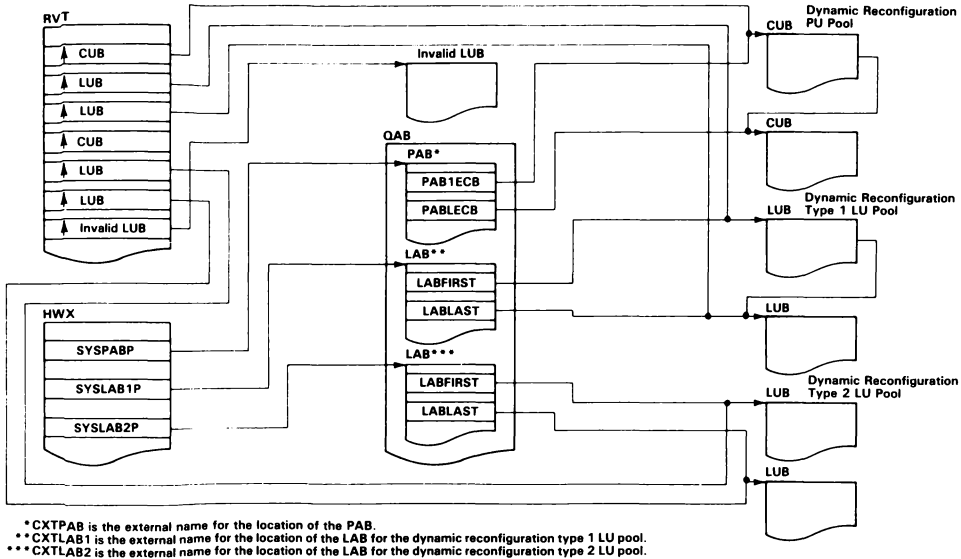 RVT
CUB
LUB
LUB
CUB
LUB
LUB
Invalid LUB
HWX
SYSPABP
SYSLAB1P
SYSLAB2P
Invalid LUB
QAB
PAB*
PAB1ECB
PABLECB
LAB**
LABFIRST
LABLAST
LAB***
LABFIRST
LABLAST
Dynamic Reconfiguration
PU Pool
CUB
CUB
Dynamic Reconfiguration
Type 1 LU Pool
LUB
LUB
Dynamic Reconfiguration
Type 2 LU Pool
LUB
LUB
*CXTPAB is the external name for the location of the PAB.
**CXTLAB1 is the external name for the location of the LAB for the dynamic reconfiguration type 1 LU pool.
***CXTLAB2 is the external name for the location of the LAB for the dynamic reconfiguration type 2 LU pool.